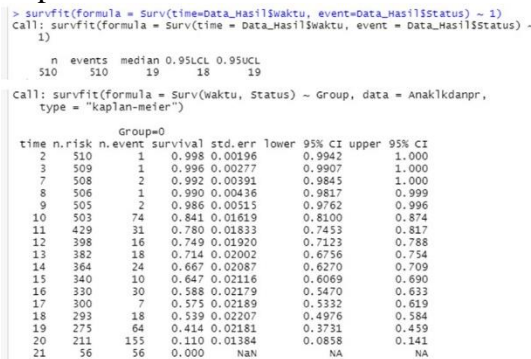 > survfit(formula = Surv(time=Data_Hasil$Waktu, event=Data_Hasil$Status) ~ 1)
Call: survfit(formula = Surv(time = Data_Hasil$Waktu, event = Data_Hasil$Status) ~
1)
n events median 0.95LCL 0.95UCL
510 510 19 18 19
Call: survfit(formula = Surv(Waktu, Status) ~ Group, data = Anaklkdanpr,
type = "kaplan-meier")
Group=0
time n.risk n.event survival std.err lower 95% CI upper 95% CI
2 510 1 0.998 0.00196 0.9942 1.000
3 509 1 0.996 0.00277 0.9907 1.000
7 508 2 0.992 0.00391 0.9845 1.000
8 506 1 0.990 0.00436 0.9817 0.999
9 505 2 0.986 0.00515 0.9762 0.996
10 503 74 0.841 0.01619 0.8100 0.874
11 429 31 0.780 0.01833 0.7453 0.817
12 398 16 0.749 0.01920 0.7123 0.788
13 382 18 0.714 0.02002 0.6756 0.754
14 364 24 0.667 0.02087 0.6270 0.709
15 340 10 0.647 0.02116 0.6069 0.690
16 330 30 0.588 0.02179 0.5470 0.633
17 300 7 0.575 0.02189 0.5332 0.619
18 293 18 0.539 0.02207 0.4976 0.584
19 275 64 0.414 0.02181 0.3731 0.459
20 211 155 0.110 0.01384 0.0858 0.141
21 56 56 0.000 NaN NA NA